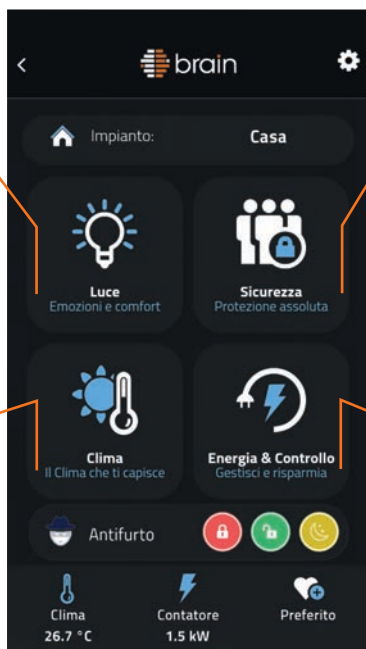 brain
Impianto: Casa
Luce
Emozioni e comfort
Sicurezza
Protezione assoluta
Clima
Il Clima che ti capisce
Energia & Controllo
Gestisci e risparmia
Antifurto
Clima
26.7 °C
Contatore
1.5 kW
Preferito